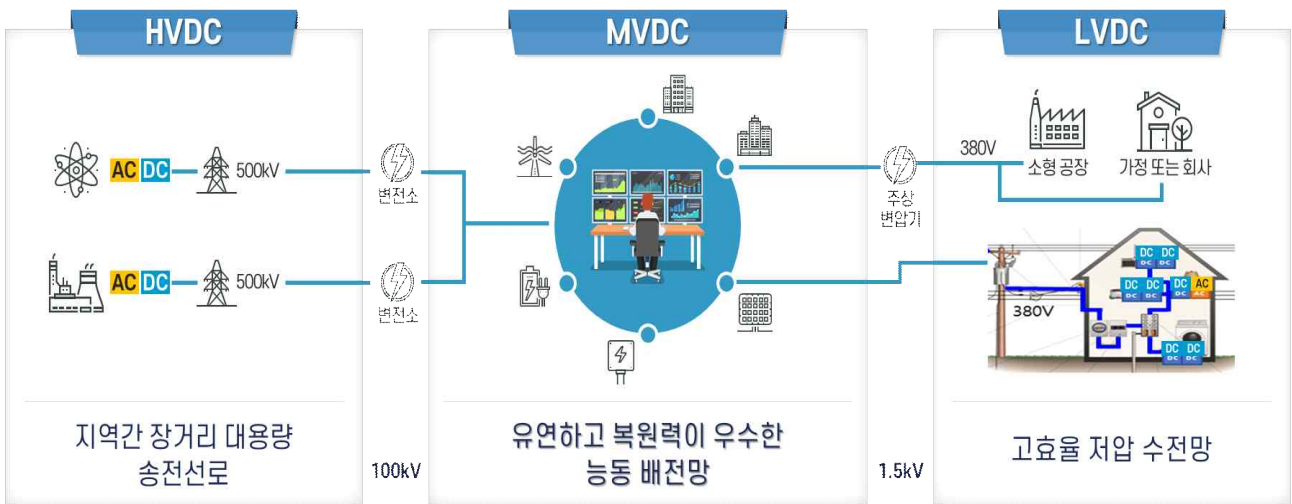 HVDC
AC DC
500kV
변전소
AC DC
500kV
변전소
지역간 장거리 대용량
송전선로
100kV
MVDC
유연하고 복원력이 우수한
능동 배전망
1.5kV
LVDC
주상
변압기
380V
소형 공장
가정 또는 회사
380V
DC DC
DC DC
DC DC
DC DC
DC AC
DC AC
DC DC
DC DC
고효율 저압 수전망